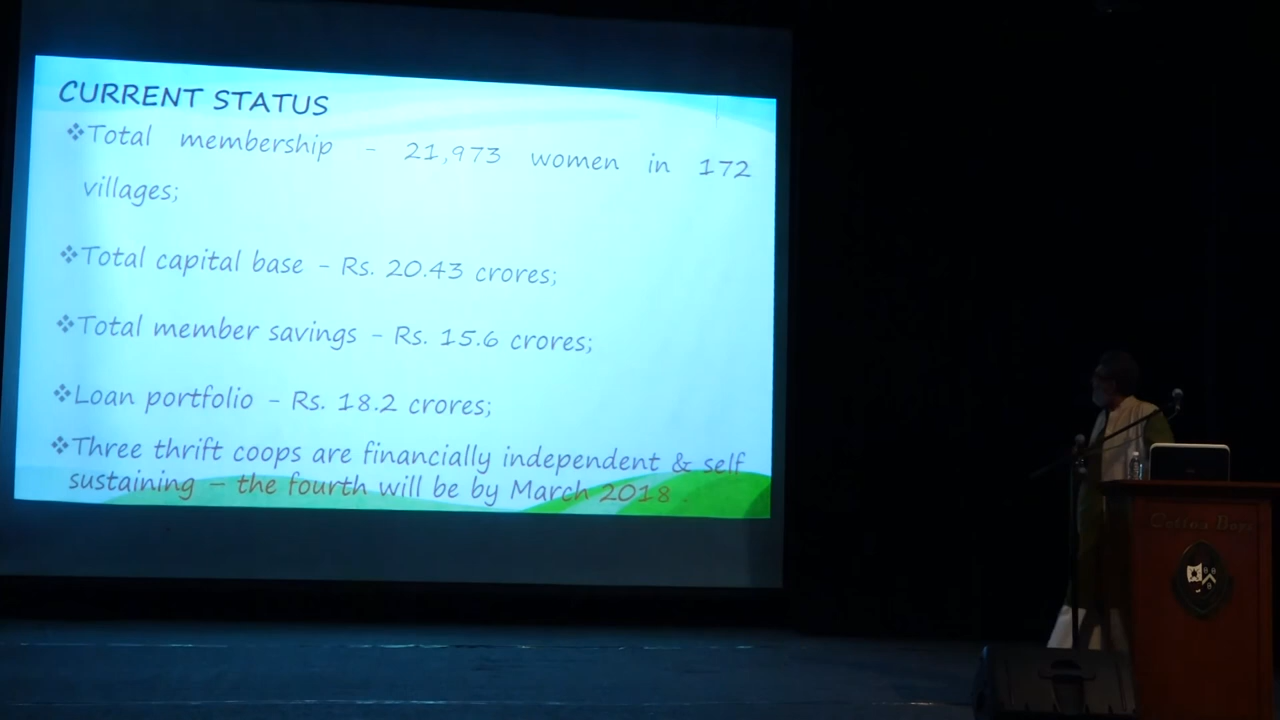 CURRENT STATUS
❖Total membership - 21,973 women in 172
villages;
❖Total capital base - Rs. 20.43 crores;
❖Total member savings - Rs. 15.6 crores;
❖Loan portfolio - Rs. 18.2 crores;
❖Three thrift coops are financially independent & self
sustaining – the fourth will be by March 2018 .
Cotton Boys